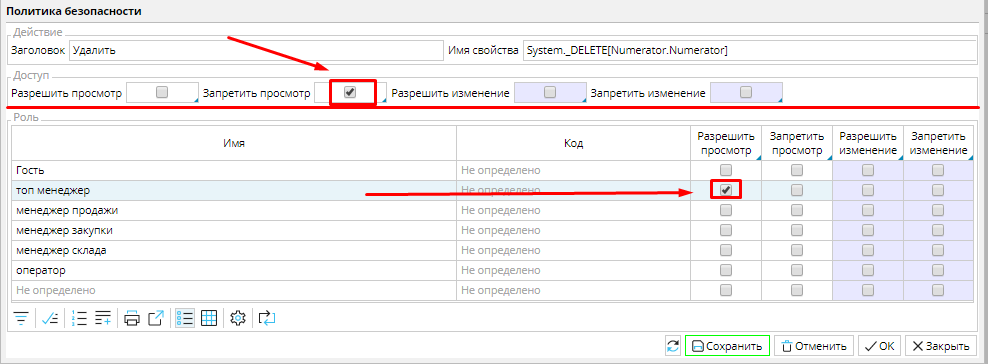 Политика безопасности
Действие
Заголовок Удалить Имя свойства System._DELETE[Numerator.Numerator]
Доступ
Разрешить просмотр Запретить просмотр Разрешить изменение Запретить изменение
Роль
Имя Код Разрешить просмотр Запретить просмотр Разрешить изменение Запретить изменение
Гость Не определено
топ менеджер Не определено
менеджер продажи Не определено
менеджер закупки Не определено
менеджер склада Не определено
оператор Не определено
Не определено Не определено
Сохранить Отменить OK Закрыть